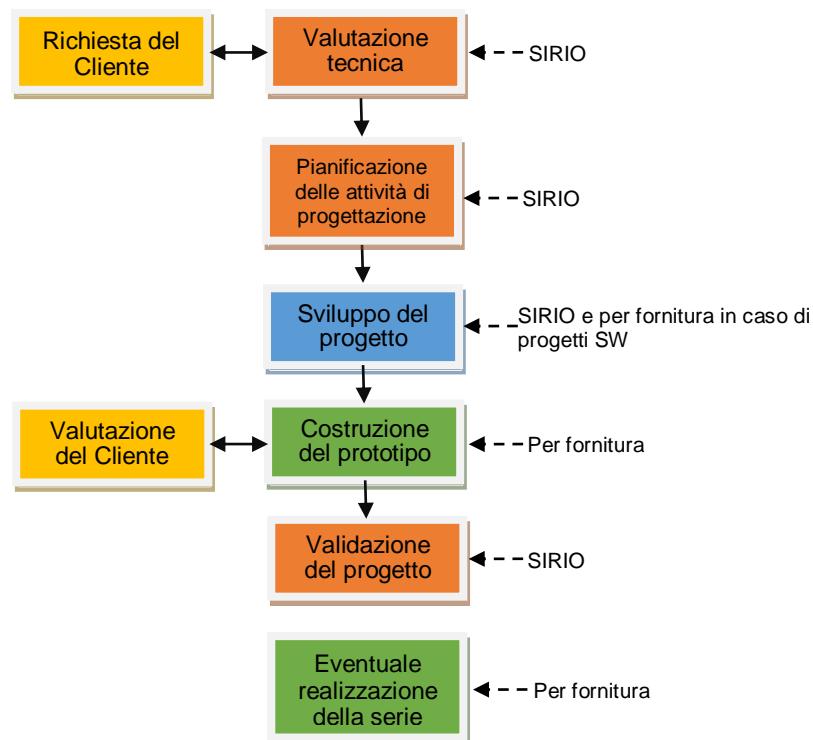 Richiesta del
Cliente
Valutazione
tecnica
SIRIO
Pianificazione
delle attività di
progettazione
SIRIO
Sviluppo del
progetto
SIRIO e per fornitura in caso di
progetti SW
Valutazione
del Cliente
Costruzione
del prototipo
Per fornitura
Validazione
del progetto
SIRIO
Eventuale
realizzazione
della serie
Per fornitura